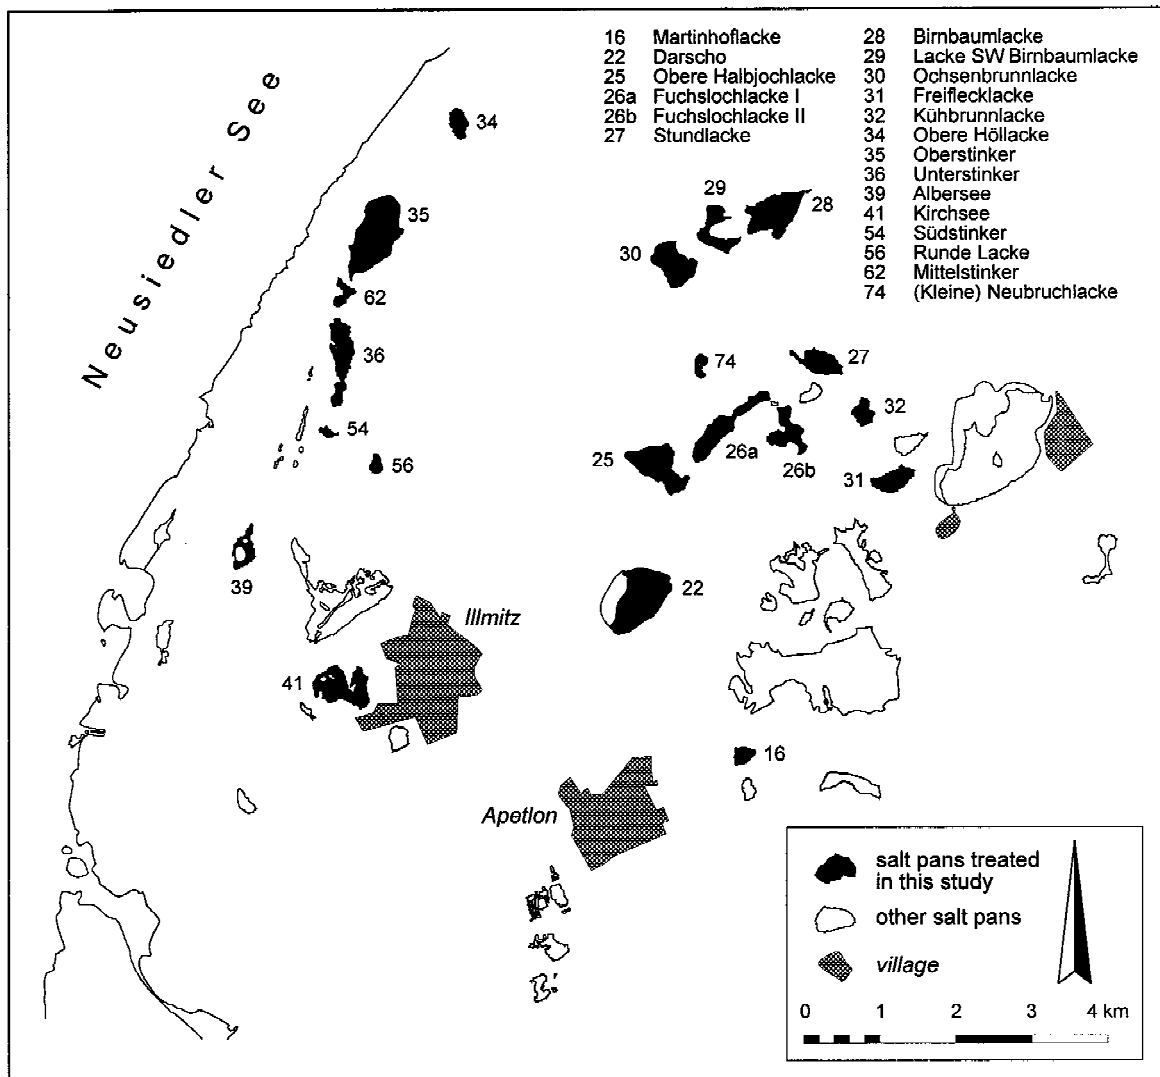 16 Martinhoflacke
22 Darscho
25 Obere Halbjochlacke
26a Fuchslochlacke I
26b Fuchslochlacke II
27 Stundlacke
28 Birnbaumlacke
29 Lacke SW Birnbaumlacke
30 Ochsenbrunnlacke
31 Freiflecklacke
32 Kühbrunnlacke
34 Obere Höllacke
35 Oberstinker
36 Unterstinker
39 Albersee
41 Kirchsee
54 Südstinker
56 Runde Lacke
62 Mittelstinker
74 (Kleine) Neubruchlacke
Neusiedler See
34
35
29
28
30
62
36
74
27
54
32
56
25
26a
26b
31
39
22
Illmitz
41
16
Apetlon
salt pans treated
in this study
other salt pans
village
0 1 2 3 4 km